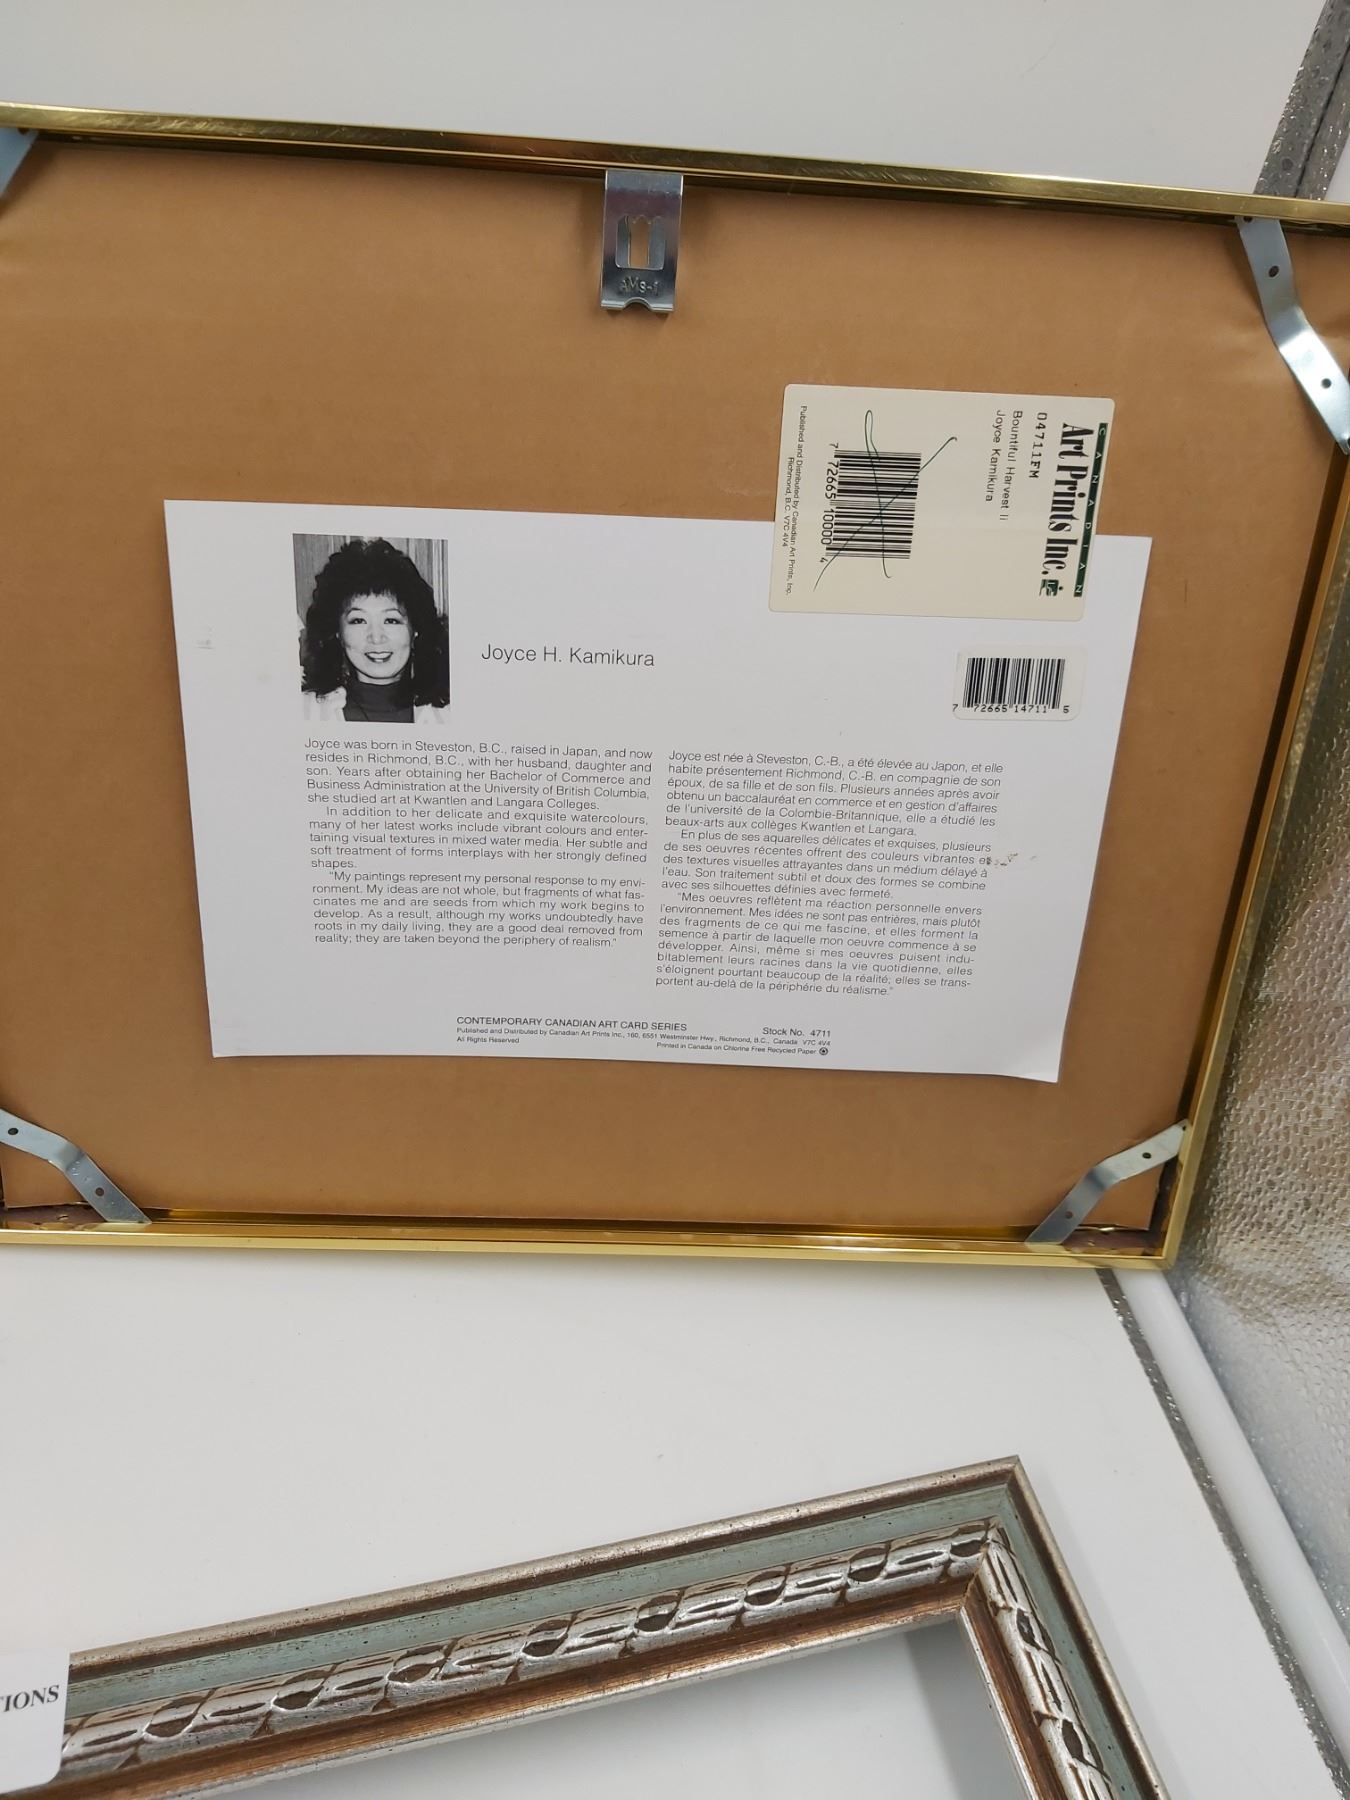 AMS-1
CANADIAN
Art Prints Inc.
04711FM
Bountiful Harvest Ii
Joyce Kamikura
7 72665 10000 4
Published and Distributed by Canadian Art Prints, Inc.
Richmond, B.C. V7C 4V4
Joyce H. Kamikura
7 72665 14711 5
Joyce was born in Steveston, B.C., raised in Japan, and now
resides in Richmond, B.C., with her husband, daughter and
son. Years after obtaining her Bachelor of Commerce and
Business Administration at the University of British Columbia,
she studied art at Kwantlen and Langara Colleges.
In addition to her delicate and exquisite watercolours,
many of her latest works include vibrant colours and enter-
taining visual textures in mixed water media. Her subtle and
soft treatment of forms interplays with her strongly defined
shapes.
"My paintings represent my personal response to my envi-
ronment. My ideas are not whole, but fragments of what fas-
cinates me and are seeds from which my work begins to
develop. As a result, although my works undoubtedly have
roots in my daily living, they are a good deal removed from
reality; they are taken beyond the periphery of realism."
Joyce est née à Steveston, C.-B., a été élevée au Japon, et elle
habite présentement Richmond, C.-B. en compagnie de son
époux, de sa fille et de son fils. Plusieurs années après avoir
obtenu un baccalauréat en commerce et en gestion d'affaires
de l'université de la Colombie-Britannique, elle a étudié les
beaux-arts aux collèges Kwantlen et Langara.
En plus de ses aquarelles délicates et exquises, plusieurs
de ses oeuvres récentes offrent des couleurs vibrantes et
des textures visuelles attrayantes dans un médium délayé à
l'eau. Son traitement subtil et doux des formes se combine
avec ses silhouettes définies avec fermeté.
"Mes oeuvres reflètent ma réaction personnelle envers
l'environnement. Mes idées ne sont pas entrières, mais plutôt
des fragments de ce qui me fascine, et elles forment la
semence à partir de laquelle mon oeuvre commence à se
développer. Ainsi, même si mes oeuvres puisent indu-
bitablement leurs racines dans la vie quotidienne, elles
s'éloignent pourtant beaucoup de la réalité; elles se trans-
portent au-delà de la périphérie du réalisme."
CONTEMPORARY CANADIAN ART CARD SERIES
Stock No. 4711
Published and Distributed by Canadian Art Prints Inc., 160, 6551 Westminster Hwy., Richmond, B.C., Canada V7C 4V4
All Rights Reserved
Printed in Canada on Chlorine Free Recycled Paper
TIONS